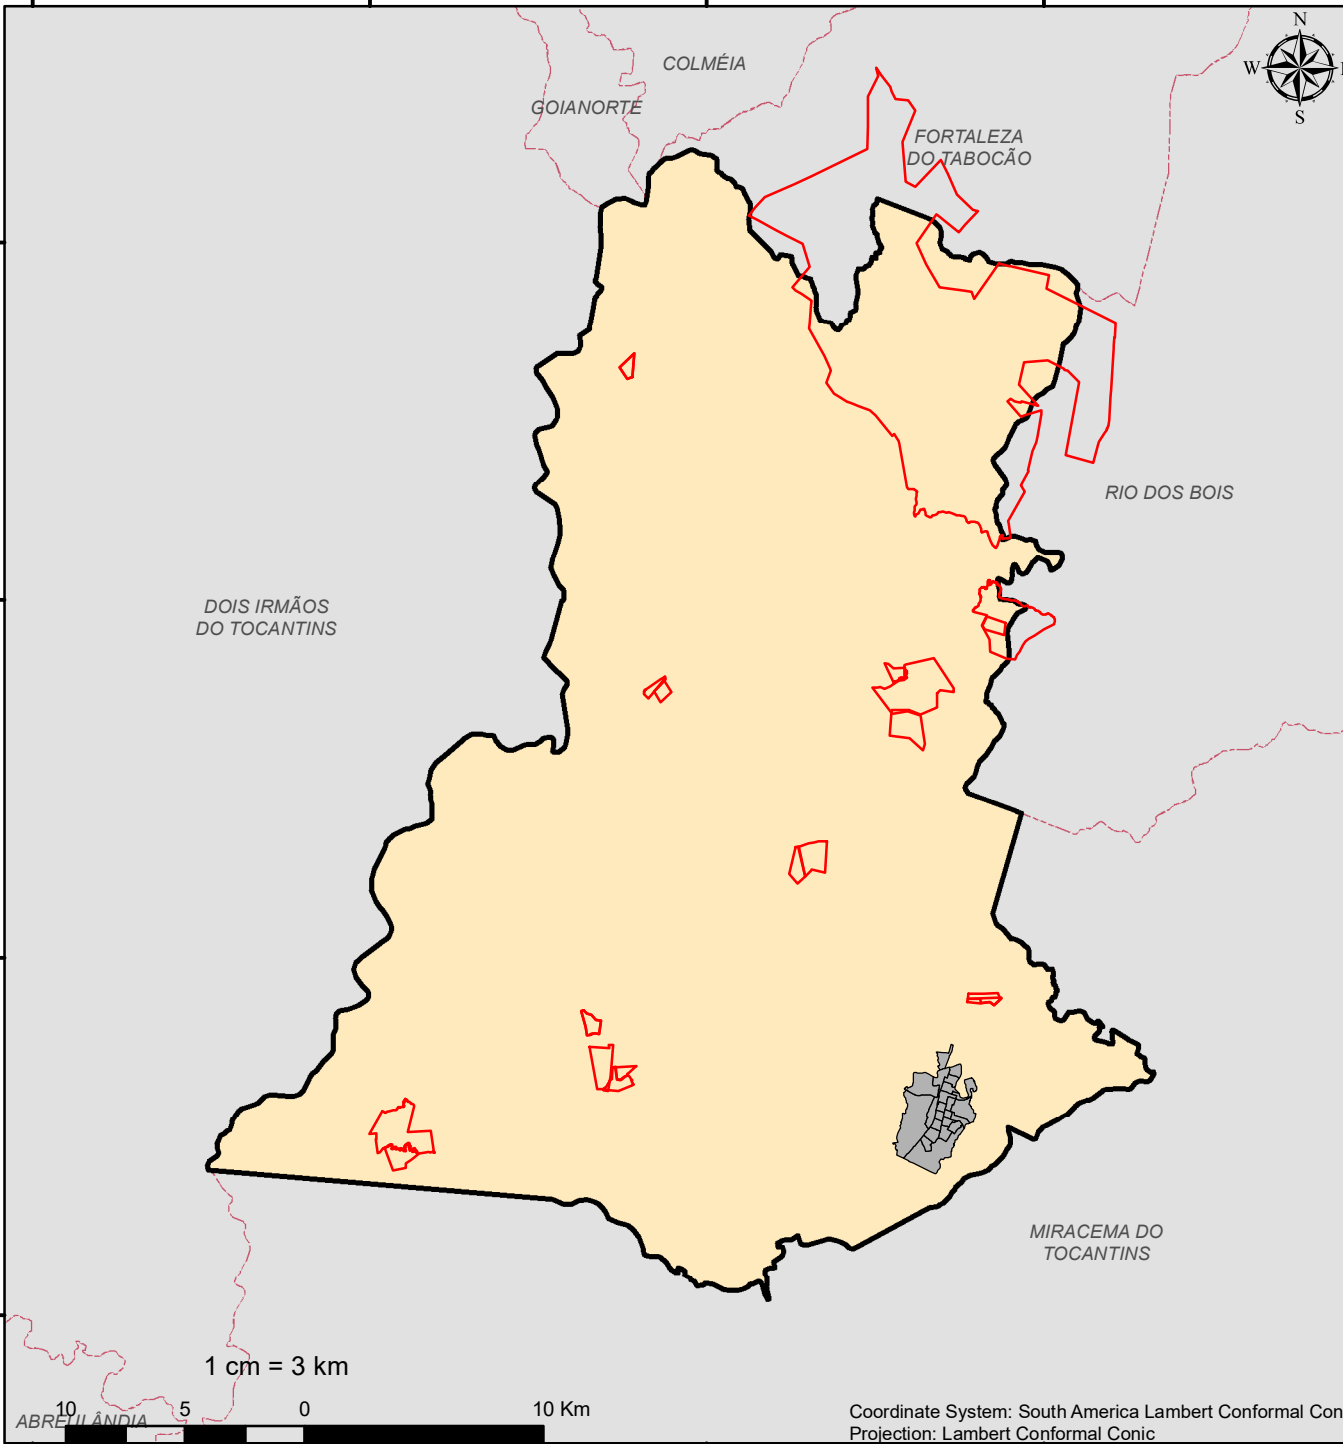 N
W
S
COLMÉIA
GOIANORTE
FORTALEZA
DO TABOCÃO
RIO DOS BOIS
DOIS IRMÃOS
DO TOCANTINS
MIRACEMA DO
TOCANTINS
1 cm = 3 km
10 5 0 10 Km
ABREULÂNDIA
Coordinate System: South America Lambert Conformal Con
Projection: Lambert Conformal Conic